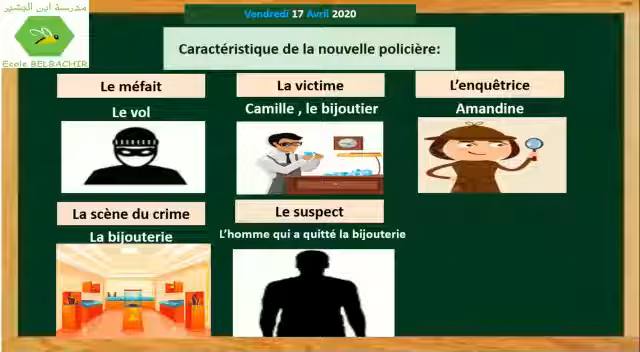 مدرسة ابن البشير
Ecole BELBACHIR
Vendredi 17 Avril 2020
Caractéristique de la nouvelle policière:
Le méfait
La victime
L'enquêtrice
Le vol
Camille , le bijoutier
Amandine
La scène du crime
Le suspect
La bijouterie
L'homme qui a quitté la bijouterie